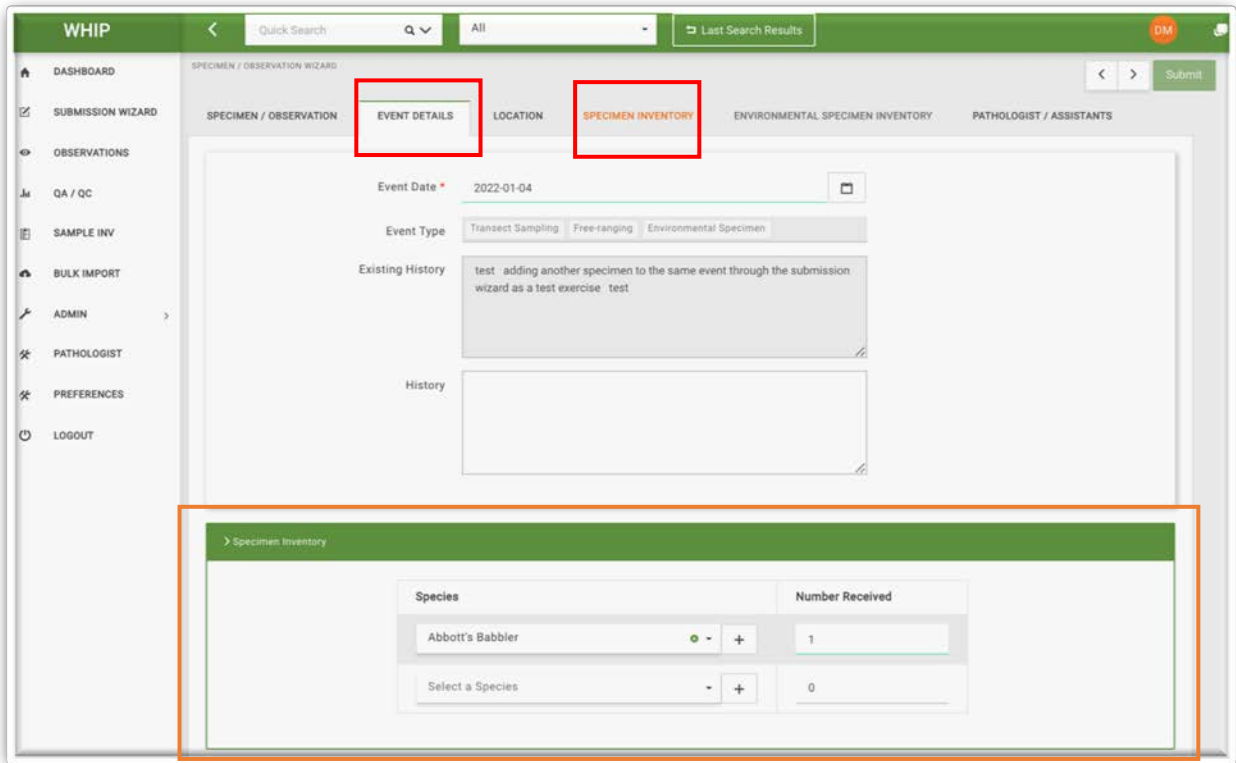 WHIP
Quick Search
All
Last Search Results
DM
DASHBOARD
SUBMISSION WIZARD
OBSERVATIONS
QA / QC
SAMPLE INV
BULK IMPORT
ADMIN
PATHOLOGIST
PREFERENCES
LOGOUT
SPECIMEN / OBSERVATION WIZARD
Submit
SPECIMEN / OBSERVATION
EVENT DETAILS
LOCATION
SPECIMEN INVENTORY
ENVIRONMENTAL SPECIMEN INVENTORY
PATHOLOGIST / ASSISTANTS
Event Date * 2022-01-04
Event Type Transect Sampling Free-ranging Environmental Specimen
Existing History test adding another specimen to the same event through the submission
wizard as a test exercise test
History
Specimen Inventory
Species Number Received
Abbott's Babbler + 1
Select a Species + 0